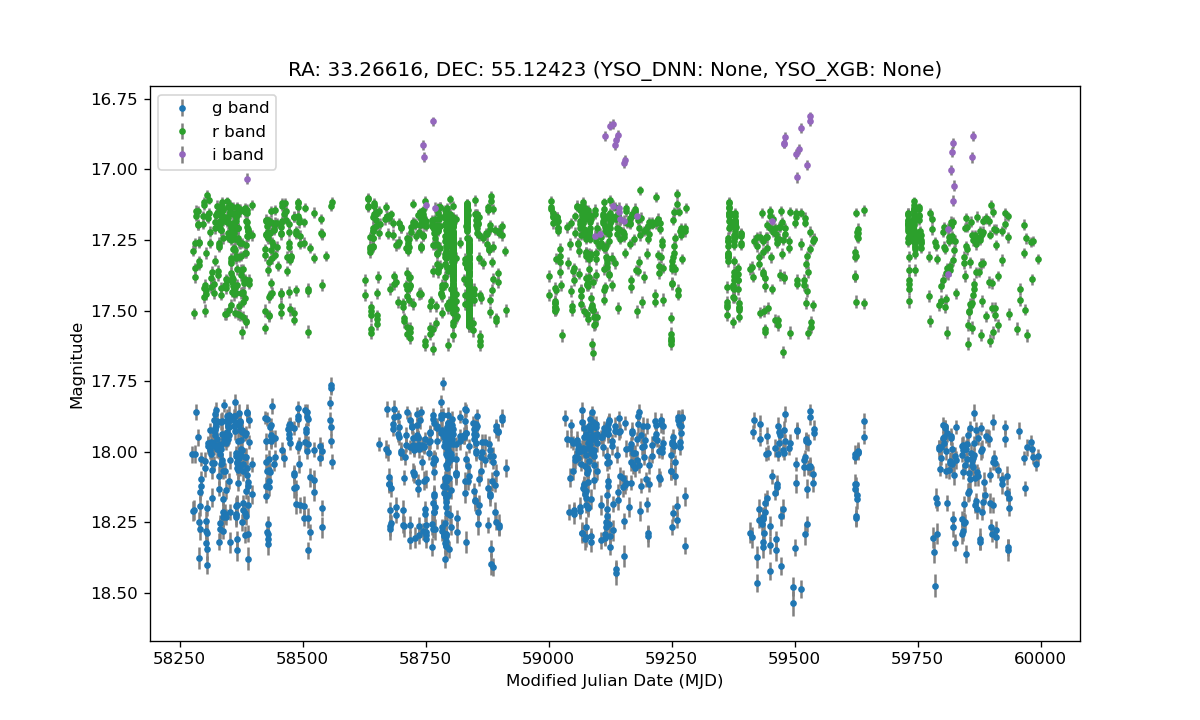 RA: 33.26616, DEC: 55.12423 (YSO_DNN: None, YSO_XGB: None)
g band
r band
i band
16.75
17.00
17.25
17.50
17.75
18.00
18.25
18.50
Magnitude
58250
58500
58750
59000
59250
59500
59750
60000
Modified Julian Date (MJD)